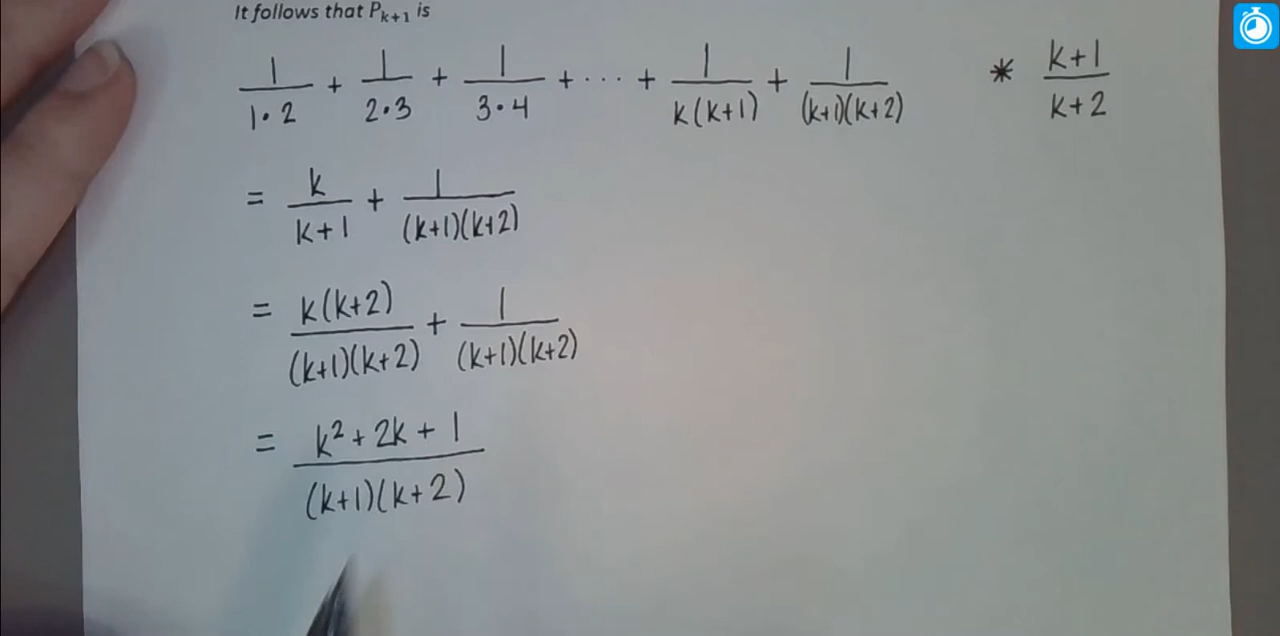 It follows that Pₖ₊₁ is
1/(1·2) + 1/(2·3) + 1/(3·4) + ··· + 1/(k(k+1)) + 1/((k+1)(k+2)) * (k+1)/(k+2)
= k/(k+1) + 1/((k+1)(k+2))
= k(k+2)/((k+1)(k+2)) + 1/((k+1)(k+2))
= (k²+2k+1)/((k+1)(k+2))